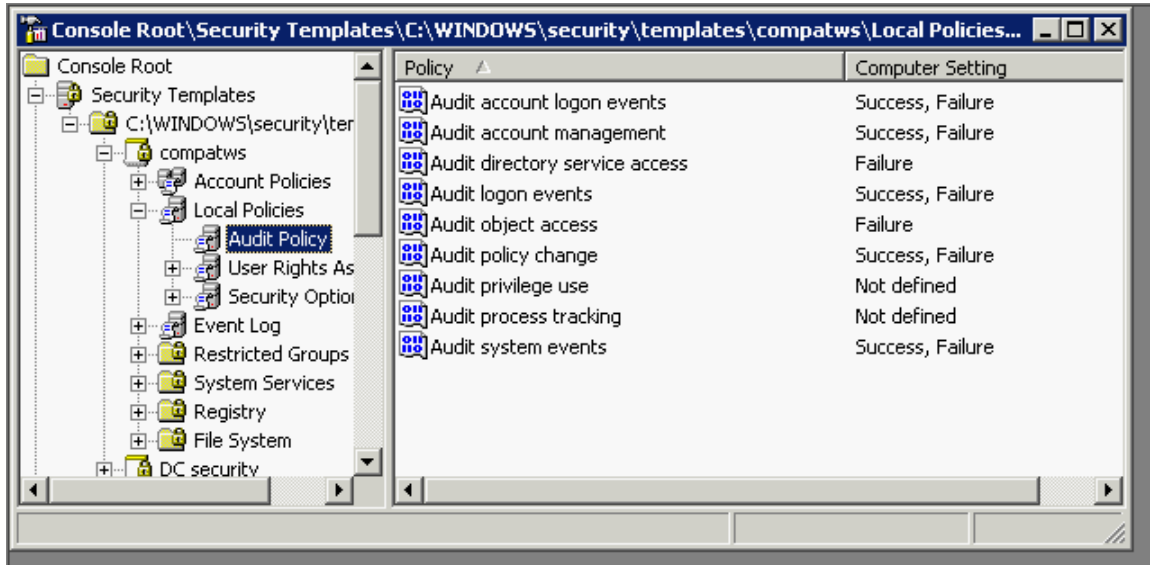 Console Root\Security Templates\C:\WINDOWS\security\templates\compatws\Local Policies...
Console Root
Security Templates
C:\WINDOWS\security\ter
compatws
Account Policies
Local Policies
Audit Policy
User Rights As
Security Option
Event Log
Restricted Groups
System Services
Registry
File System
DC security
Policy Computer Setting
Audit account logon events Success, Failure
Audit account management Success, Failure
Audit directory service access Failure
Audit logon events Success, Failure
Audit object access Failure
Audit policy change Success, Failure
Audit privilege use Not defined
Audit process tracking Not defined
Audit system events Success, Failure